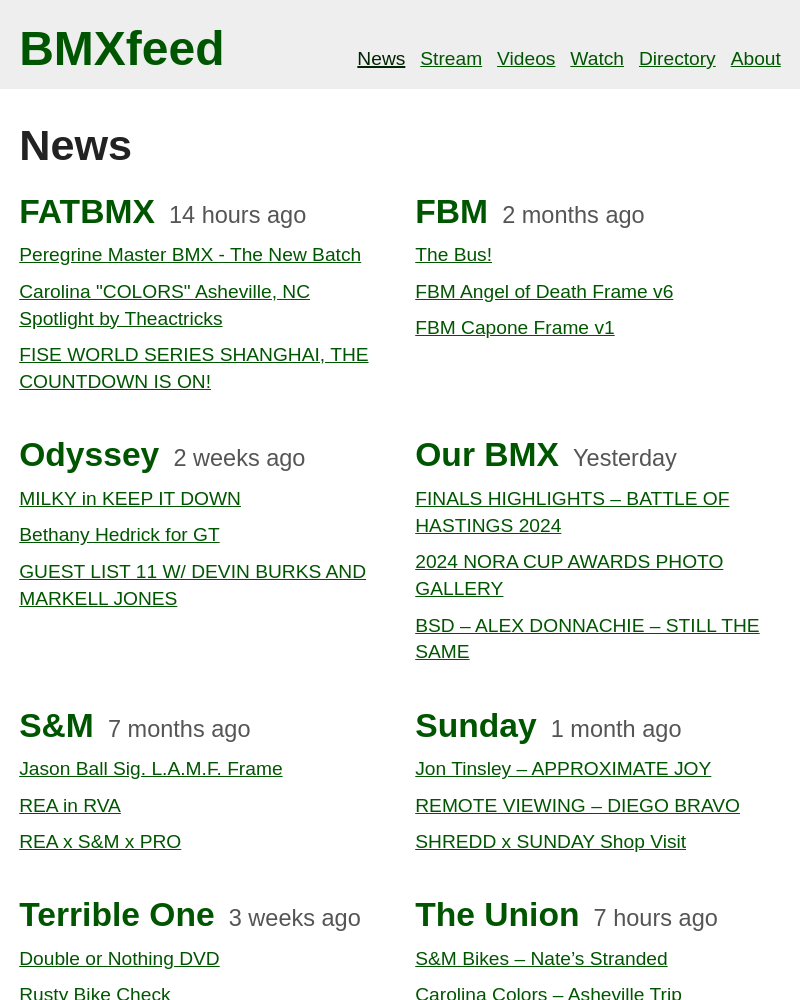 BMXfeed
News Stream Videos Watch Directory About
News
FATBMX 14 hours ago
Peregrine Master BMX - The New Batch
Carolina "COLORS" Asheville, NC
Spotlight by Theactricks
FISE WORLD SERIES SHANGHAI, THE
COUNTDOWN IS ON!
FBM 2 months ago
The Bus!
FBM Angel of Death Frame v6
FBM Capone Frame v1
Odyssey 2 weeks ago
MILKY in KEEP IT DOWN
Bethany Hedrick for GT
GUEST LIST 11 W/ DEVIN BURKS AND
MARKELL JONES
Our BMX Yesterday
FINALS HIGHLIGHTS – BATTLE OF
HASTINGS 2024
2024 NORA CUP AWARDS PHOTO
GALLERY
BSD – ALEX DONNACHIE – STILL THE
SAME
S&M 7 months ago
Jason Ball Sig. L.A.M.F. Frame
REA in RVA
REA x S&M x PRO
Sunday 1 month ago
Jon Tinsley – APPROXIMATE JOY
REMOTE VIEWING – DIEGO BRAVO
SHREDD x SUNDAY Shop Visit
Terrible One 3 weeks ago
Double or Nothing DVD
Rusty Bike Check
The Union 7 hours ago
S&M Bikes – Nate’s Stranded
Carolina Colors – Asheville Trip